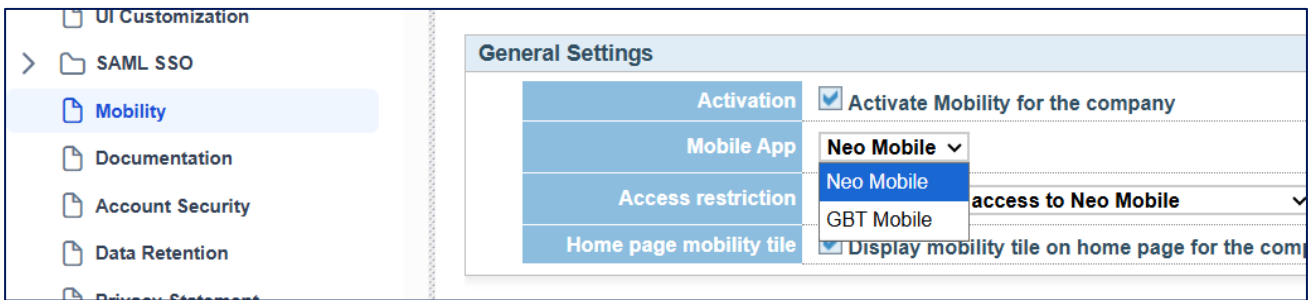 UI Customization
SAML SSO
Mobility
Documentation
Account Security
Data Retention
Privacy Statement
General Settings
Activation Activate Mobility for the company
Mobile App Neo Mobile
Neo Mobile
GBT Mobile
Access restriction access to Neo Mobile
Home page mobility tile Display mobility tile on home page for the